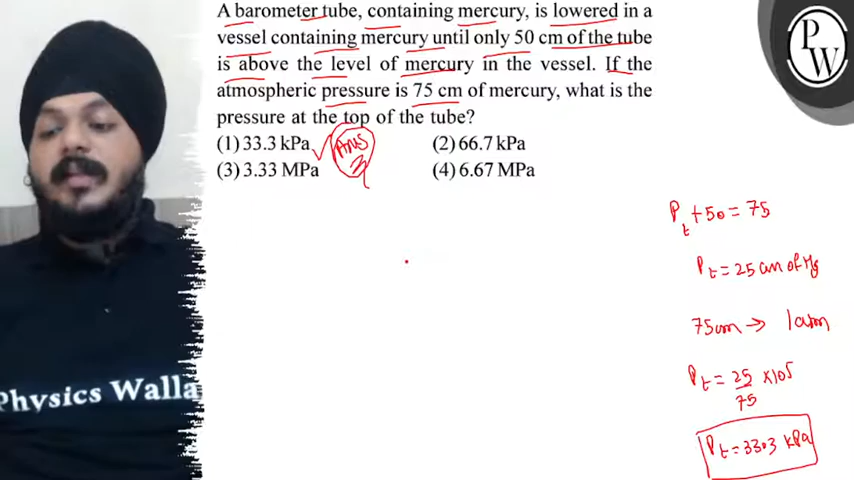 A barometer tube, containing mercury, is lowered in a
vessel containing mercury until only 50 cm of the tube
is above the level of mercury in the vessel. If the
atmospheric pressure is 75 cm of mercury, what is the
pressure at the top of the tube?
(1) 33.3 kPa (2) 66.7 kPa
Ans
(3) 3.33 MPa (4) 6.67 MPa
PW
Pt + 50 = 75
Pt = 25 cm of Hg
75cm → 1atm
Pt = 25/75 × 10⁵
Pt = 33.3 kPa
Physics Walla